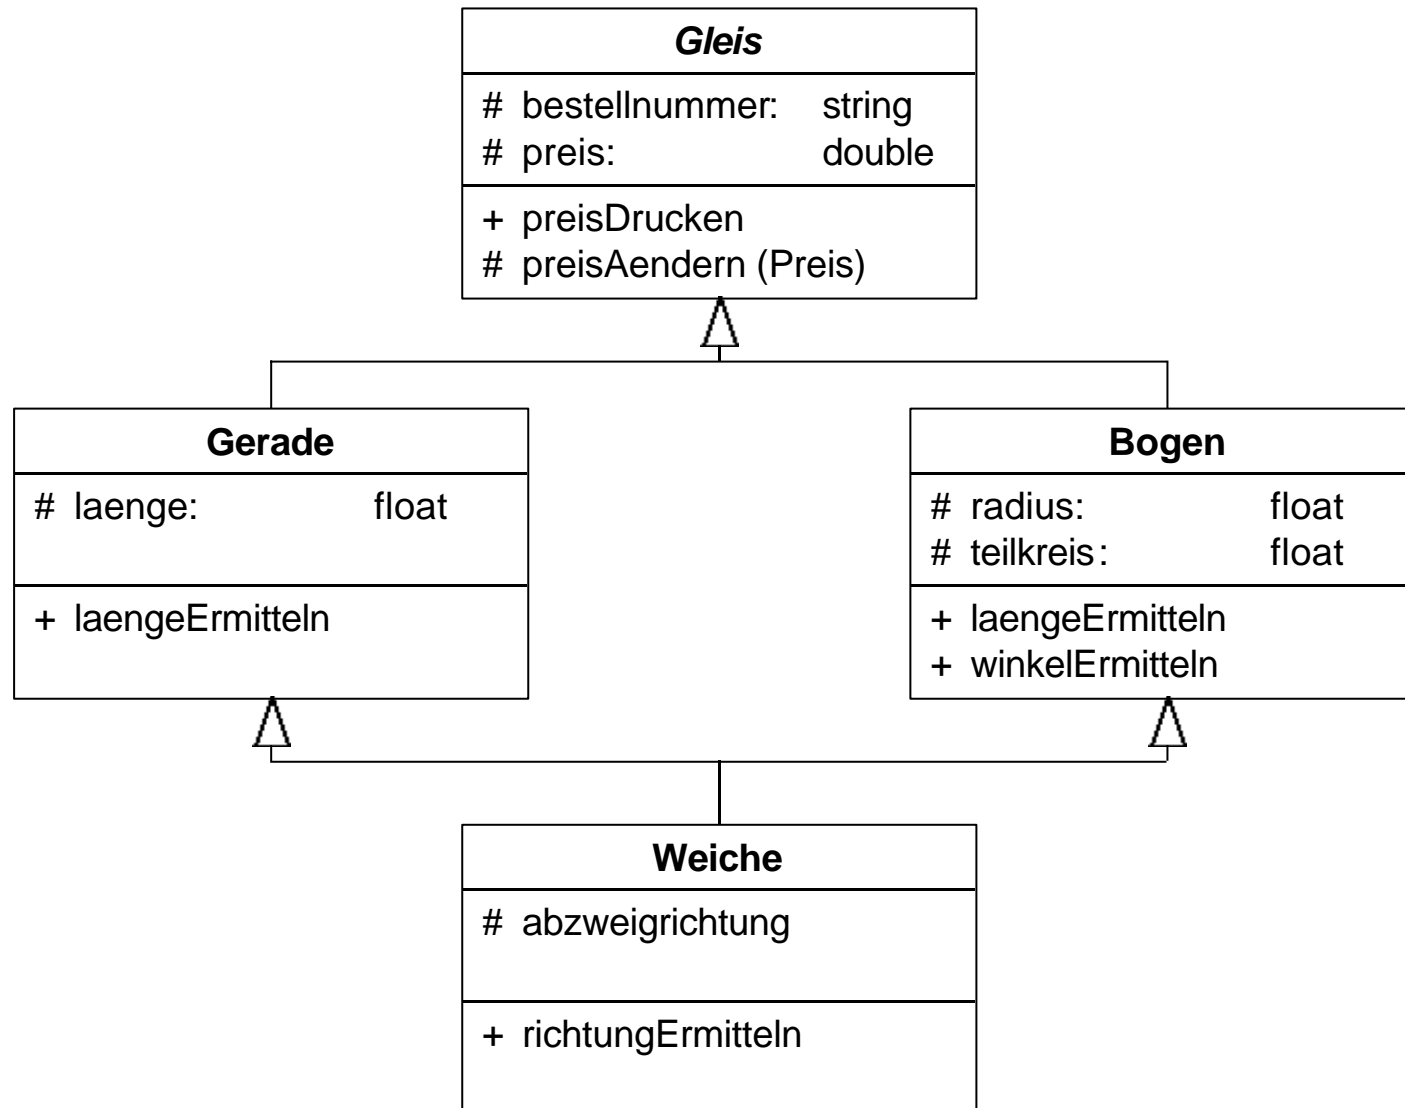 Gleis
# bestellnummer: string
# preis: double
+ preisDrucken
# preisAendern (Preis)
Gerade
# laenge: float
+ laengeErmitteln
Bogen
# radius: float
# teilkreis: float
+ laengeErmitteln
+ winkelErmitteln
Weiche
# abzweigrichtung
+ richtungErmitteln